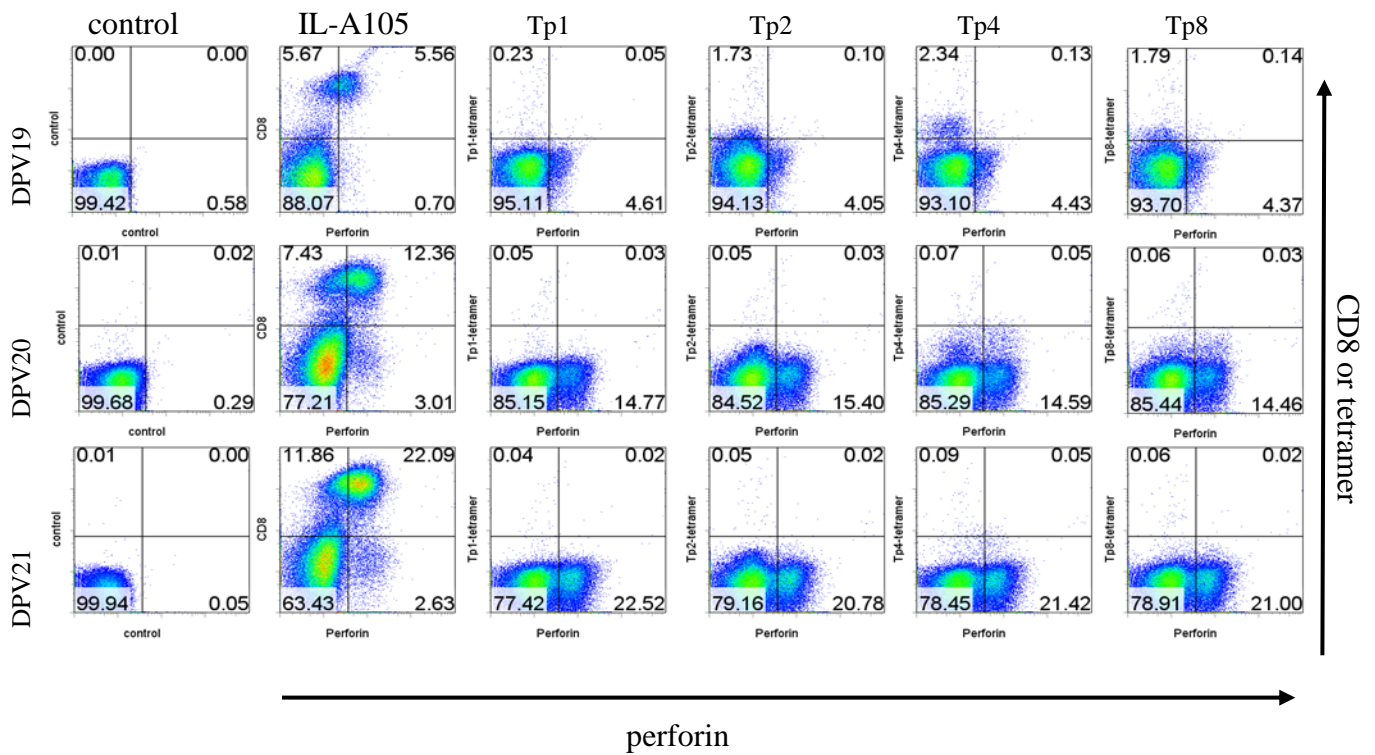 control IL-A105 Tp1 Tp2 Tp4 Tp8
DPV19
0.00 0.00
control
99.42 0.58
control
5.67 5.56
CD8
88.07 0.70
Perforin
0.23 0.05
Tp1-tetramer
95.11 4.61
Perforin
1.73 0.10
Tp2-tetramer
94.13 4.05
Perforin
2.34 0.13
Tp4-tetramer
93.10 4.43
Perforin
1.79 0.14
Tp8-tetramer
93.70 4.37
Perforin
DPV20
0.01 0.02
control
99.68 0.29
control
7.43 12.36
CD8
77.21 3.01
Perforin
0.05 0.03
Tp1-tetramer
85.15 14.77
Perforin
0.05 0.03
Tp2-tetramer
84.52 15.40
Perforin
0.07 0.05
Tp4-tetramer
85.29 14.59
Perforin
0.06 0.03
Tp8-tetramer
85.44 14.46
Perforin
DPV21
0.01 0.00
control
99.94 0.05
control
11.86 22.09
CD8
63.43 2.63
Perforin
0.04 0.02
Tp1-tetramer
77.42 22.52
Perforin
0.05 0.02
Tp2-tetramer
79.16 20.78
Perforin
0.09 0.05
Tp4-tetramer
78.45 21.42
Perforin
0.06 0.02
Tp8-tetramer
78.91 21.00
Perforin
CD8 or tetramer
perforin